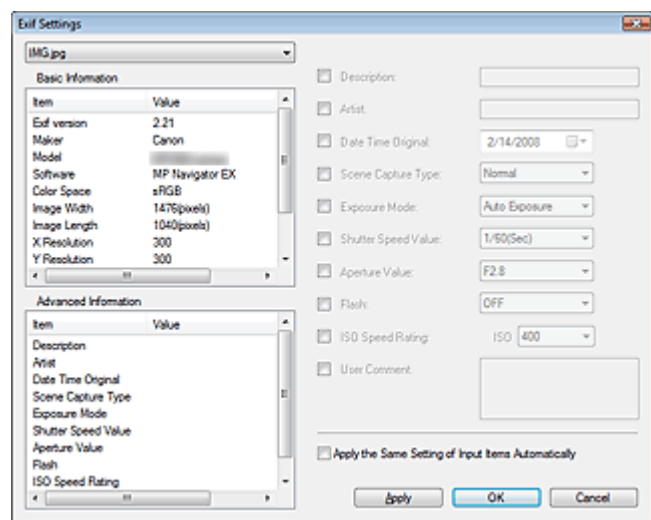 Exif Settings
IMG.jpg
Basic Information
Item Value
Exif version 2.21
Maker Canon
Model
Software MP Navigator EX
Color Space sRGB
Image Width 1476(pixels)
Image Length 1040(pixels)
X Resolution 300
Y Resolution 300
Advanced Information
Item Value
Description
Artist
Date Time Original
Scene Capture Type
Exposure Mode
Shutter Speed Value
Aperture Value
Flash
ISO Speed Rating
Description:
Artist:
Date Time Original: 2/14/2008
Scene Capture Type: Normal
Exposure Mode: Auto Exposure
Shutter Speed Value: 1/60(Sec)
Aperture Value: F2.8
Flash: OFF
ISO Speed Rating: ISO 400
User Comment:
Apply the Same Setting of Input Items Automatically
Apply OK Cancel